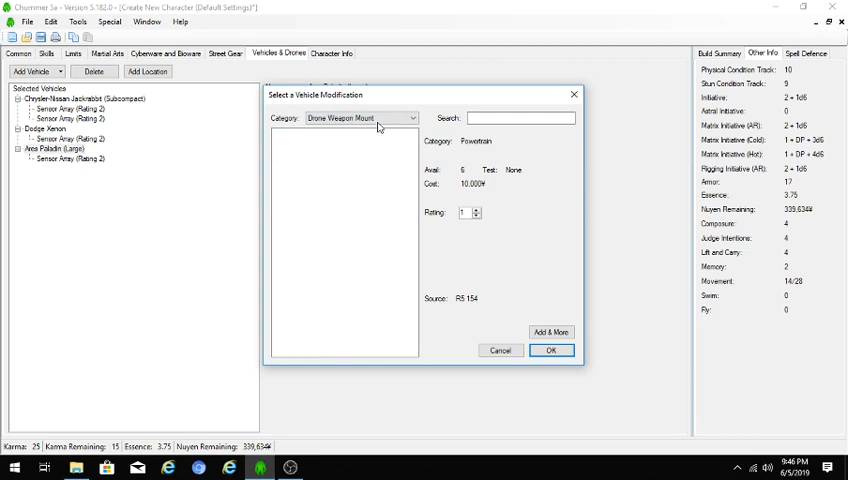 Chummer 5a - Version 5.182.0 - [Create New Character (Default Settings)*]
File Edit Tools Special Window Help
Common Skills Limits Martial Arts Cyberware and Bioware Street Gear Vehicles & Drones Character Info
Build Summary Other Info Spell Defence
Add Vehicle Delete Add Location
Selected Vehicles
Chrysler-Nissan Jackrabbit (Subcompact)
Sensor Array (Rating 2)
Sensor Array (Rating 2)
Dodge Xenon
Sensor Array (Rating 2)
Ares Paladin (Large)
Sensor Array (Rating 2)
Select a Vehicle Modification
Category: Drone Weapon Mount
Search:
Category: Powertrain
Avail: 6 Test: None
Cost: 10,000¥
Rating: 1
Source: R5 154
Add & More
Cancel OK
Physical Condition Track: 10
Stun Condition Track: 9
Initiative: 2 + 1d6
Astral Initiative: 0
Matrix Initiative (AR): 2 + 1d6
Matrix Initiative (Cold): 1 + DP + 3d6
Matrix Initiative (Hot): 1 + DP + 4d6
Rigging Initiative (AR): 2 + 1d6
Armor: 17
Essence: 3.75
Nuyen Remaining: 339,634¥
Composure: 4
Judge Intentions: 4
Lift and Carry: 4
Memory: 2
Movement: 14/28
Swim: 0
Fly: 0
Karma: 25 Karma Remaining: 15 Essence: 3.75 Nuyen Remaining: 339,634¥
9:46 PM
6/5/2019